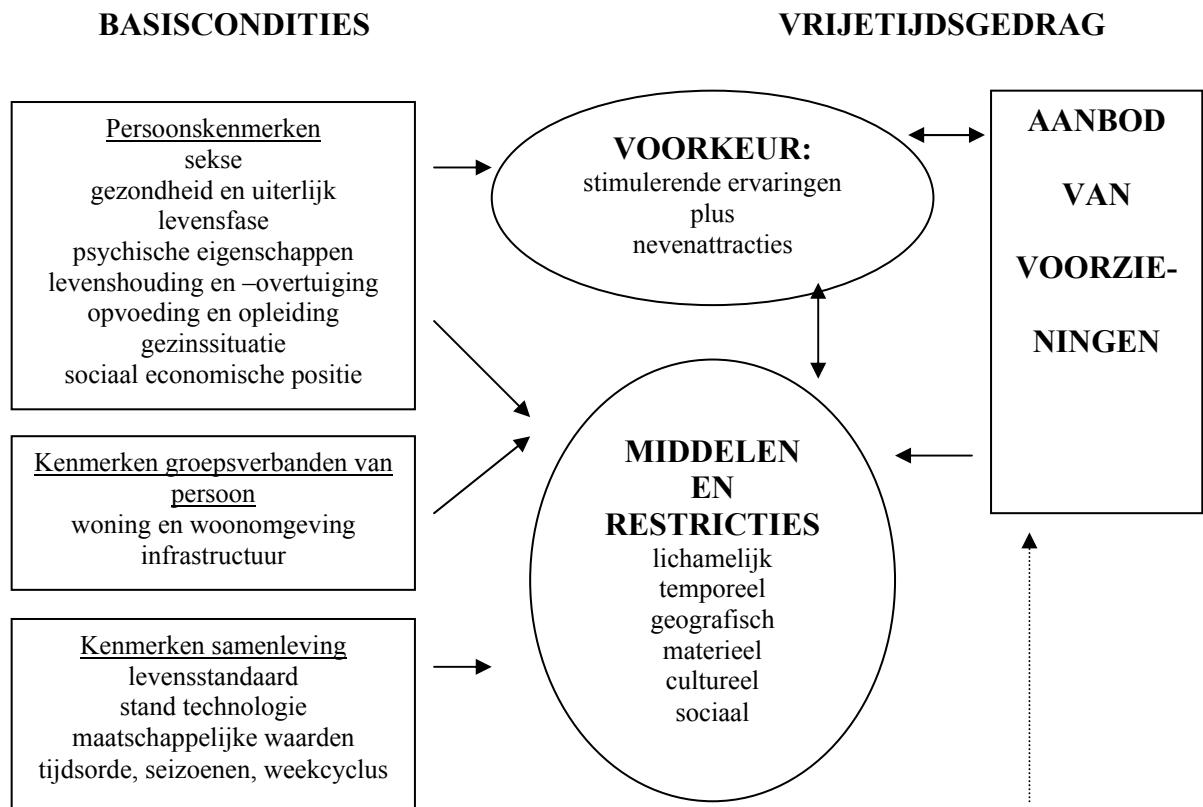 BASISCONDITIES
VRIJETIJDSGEDRAG
Persoonskenmerken
sekse
gezondheid en uiterlijk
levensfase
psychische eigenschappen
levenshouding en –overtuiging
opvoeding en opleiding
gezinssituatie
sociaal economische positie
Kenmerken groepsverbanden van
persoon
woning en woonomgeving
infrastructuur
Kenmerken samenleving
levensstandaard
stand technologie
maatschappelijke waarden
tijdsorde, seizoenen, weekcyclus
VOORKEUR:
stimulerende ervaringen
plus
nevenattracties
MIDDELEN
EN
RESTRICTIES
lichamelijk
temporeel
geografisch
materieel
cultureel
sociaal
AANBOD
VAN
VOORZIE-
NINGEN